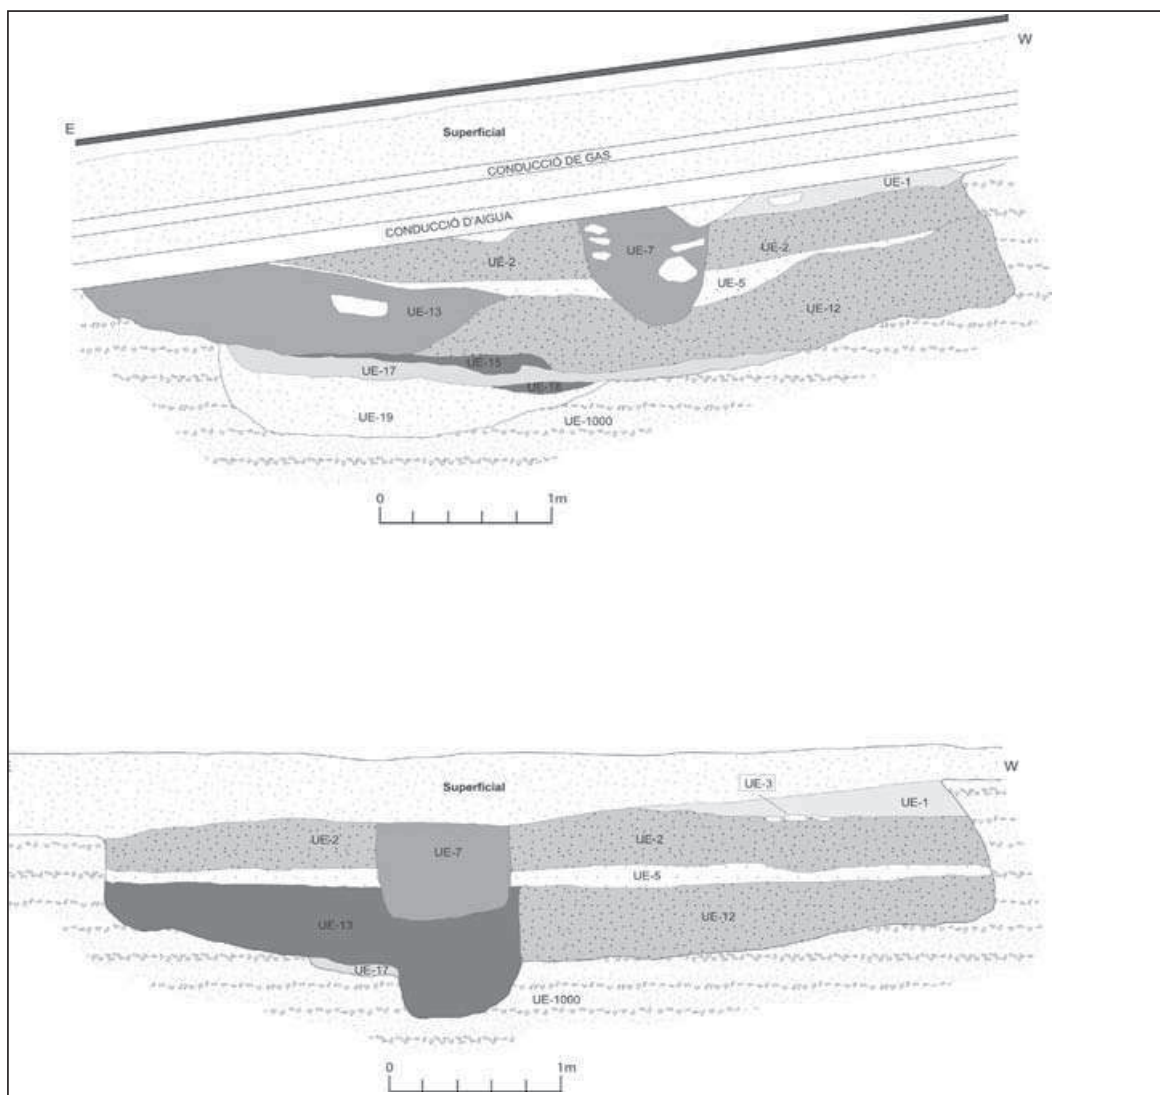 W
E
Superficial
CONDUCCIÓ DE GAS
UE-1
CONDUCCIÓ D'AIGUA
UE-7
UE-2
UE-2
UE-5
UE-13
UE-12
UE-15
UE-17
UE-19
UE-1000
0 1m
W
Superficial
UE-3
UE-1
UE-2
UE-2
UE-7
UE-5
UE-12
UE-13
UE-17
UE-1000
0 1m